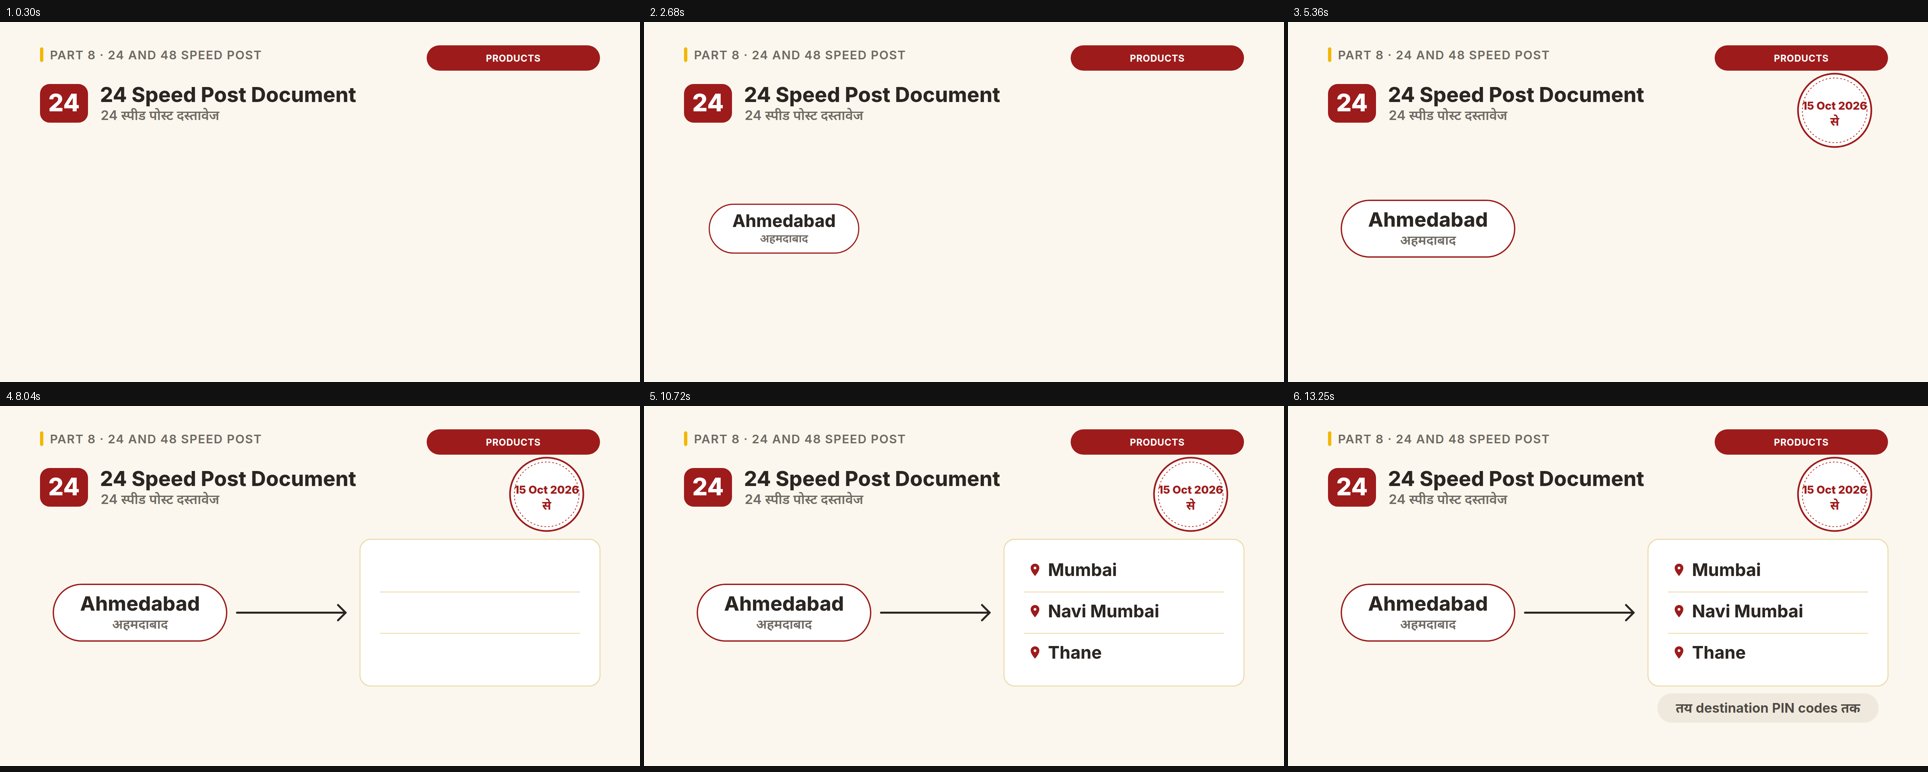 1. 0.30s
PART 8 · 24 AND 48 SPEED POST
PRODUCTS
24
24 Speed Post Document
24 स्पीड पोस्ट दस्तावेज
2. 2.68s
PART 8 · 24 AND 48 SPEED POST
PRODUCTS
24
24 Speed Post Document
24 स्पीड पोस्ट दस्तावेज
Ahmedabad
अहमदाबाद
3. 5.36s
PART 8 · 24 AND 48 SPEED POST
PRODUCTS
24
24 Speed Post Document
24 स्पीड पोस्ट दस्तावेज
15 Oct 2026
से
Ahmedabad
अहमदाबाद
4. 8.04s
PART 8 · 24 AND 48 SPEED POST
PRODUCTS
24
24 Speed Post Document
24 स्पीड पोस्ट दस्तावेज
15 Oct 2026
से
Ahmedabad
अहमदाबाद
5. 10.72s
PART 8 · 24 AND 48 SPEED POST
PRODUCTS
24
24 Speed Post Document
24 स्पीड पोस्ट दस्तावेज
15 Oct 2026
से
Ahmedabad
अहमदाबाद
Mumbai
Navi Mumbai
Thane
6. 13.25s
PART 8 · 24 AND 48 SPEED POST
PRODUCTS
24
24 Speed Post Document
24 स्पीड पोस्ट दस्तावेज
15 Oct 2026
से
Ahmedabad
अहमदाबाद
Mumbai
Navi Mumbai
Thane
तय destination PIN codes तक